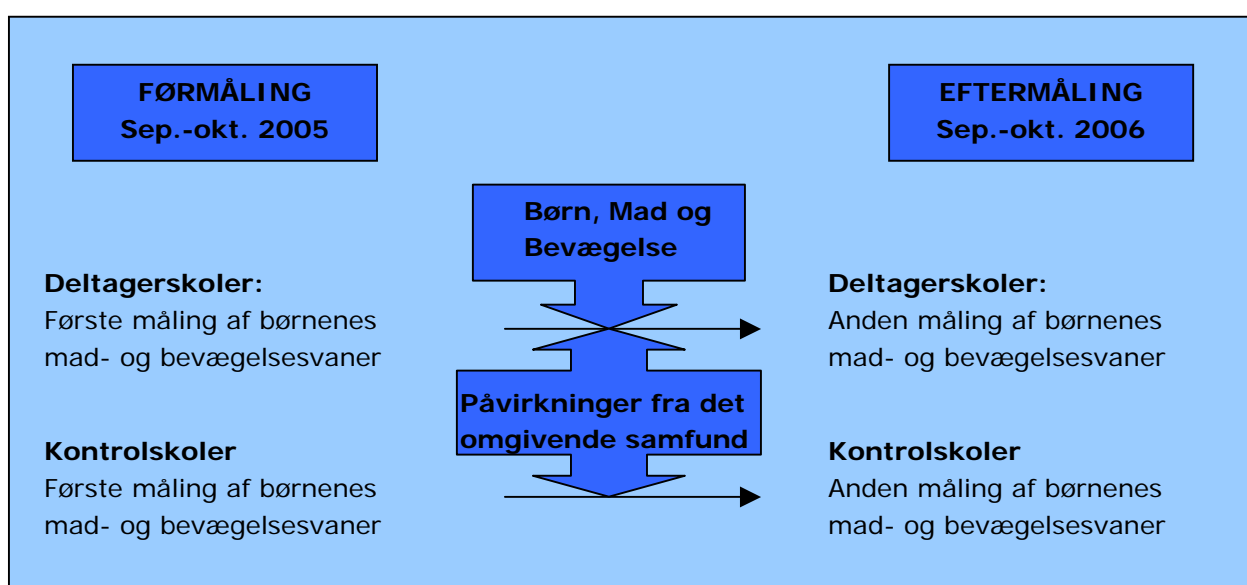 FØRMÅLING
Sep.-okt. 2005
EFTERMÅLING
Sep.-okt. 2006
Børn, Mad og
Bevægelse
Deltagerskoler:
Første måling af børnenes
mad- og bevægelsesvaner
Deltagerskoler:
Anden måling af børnenes
mad- og bevægelsesvaner
Påvirkninger fra det
omgivende samfund
Kontrolskoler
Første måling af børnenes
mad- og bevægelsesvaner
Kontrolskoler
Anden måling af børnenes
mad- og bevægelsesvaner